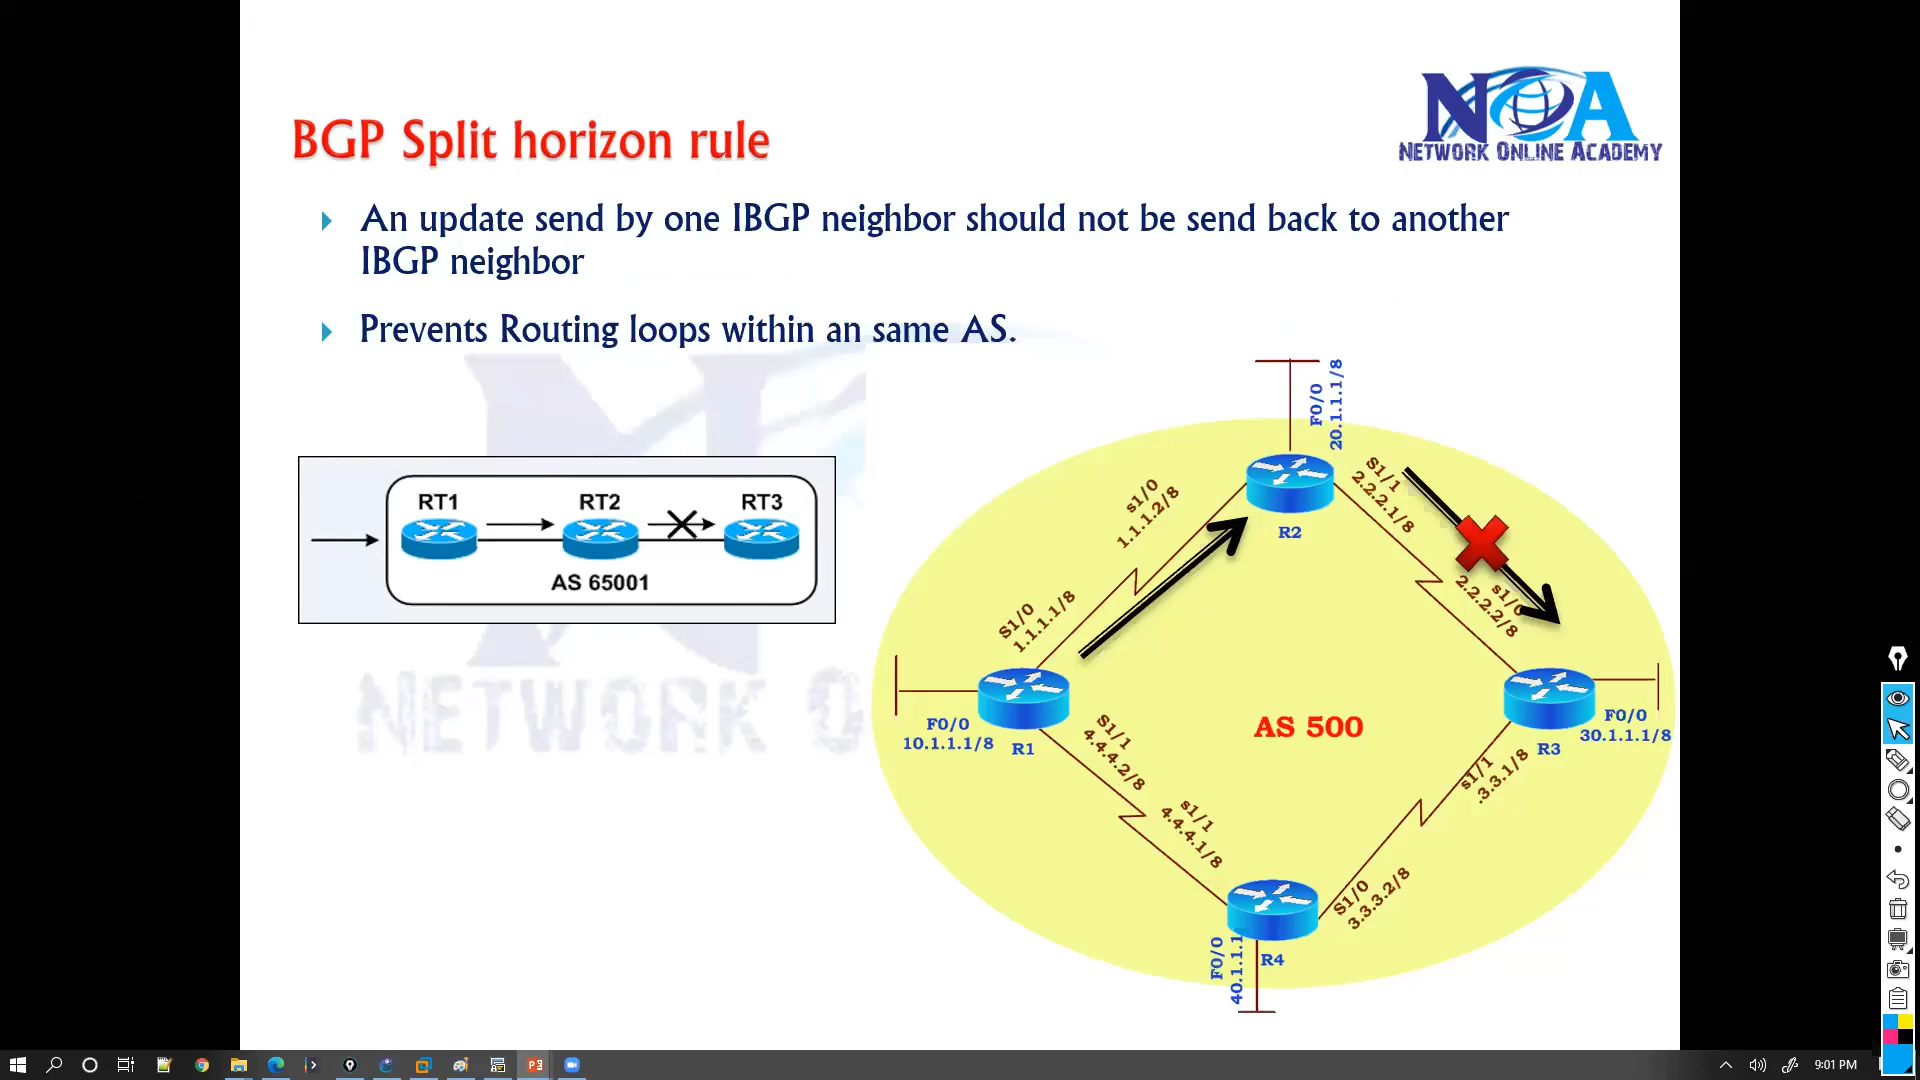 NOA
NETWORK ONLINE ACADEMY
BGP Split horizon rule
An update send by one IBGP neighbor should not be send back to another
IBGP neighbor
Prevents Routing loops within an same AS.
RT1
RT2
RT3
AS 65001
F0/0
20.1.1.1/8
s1/0
1.1.1.2/8
S1/1
2.2.2.1/8
R2
S1/0
1.1.1.1/8
s1/0
2.2.2.2/8
F0/0
10.1.1.1/8
R1
AS 500
R3
F0/0
30.1.1.1/8
S1/1
4.4.4.2/8
s1/1
4.4.4.1/8
s1/1
.3.3.1/8
S1/0
3.3.3.2/8
F0/0
40.1.1.1
R4
NETWORK O
9:01 PM